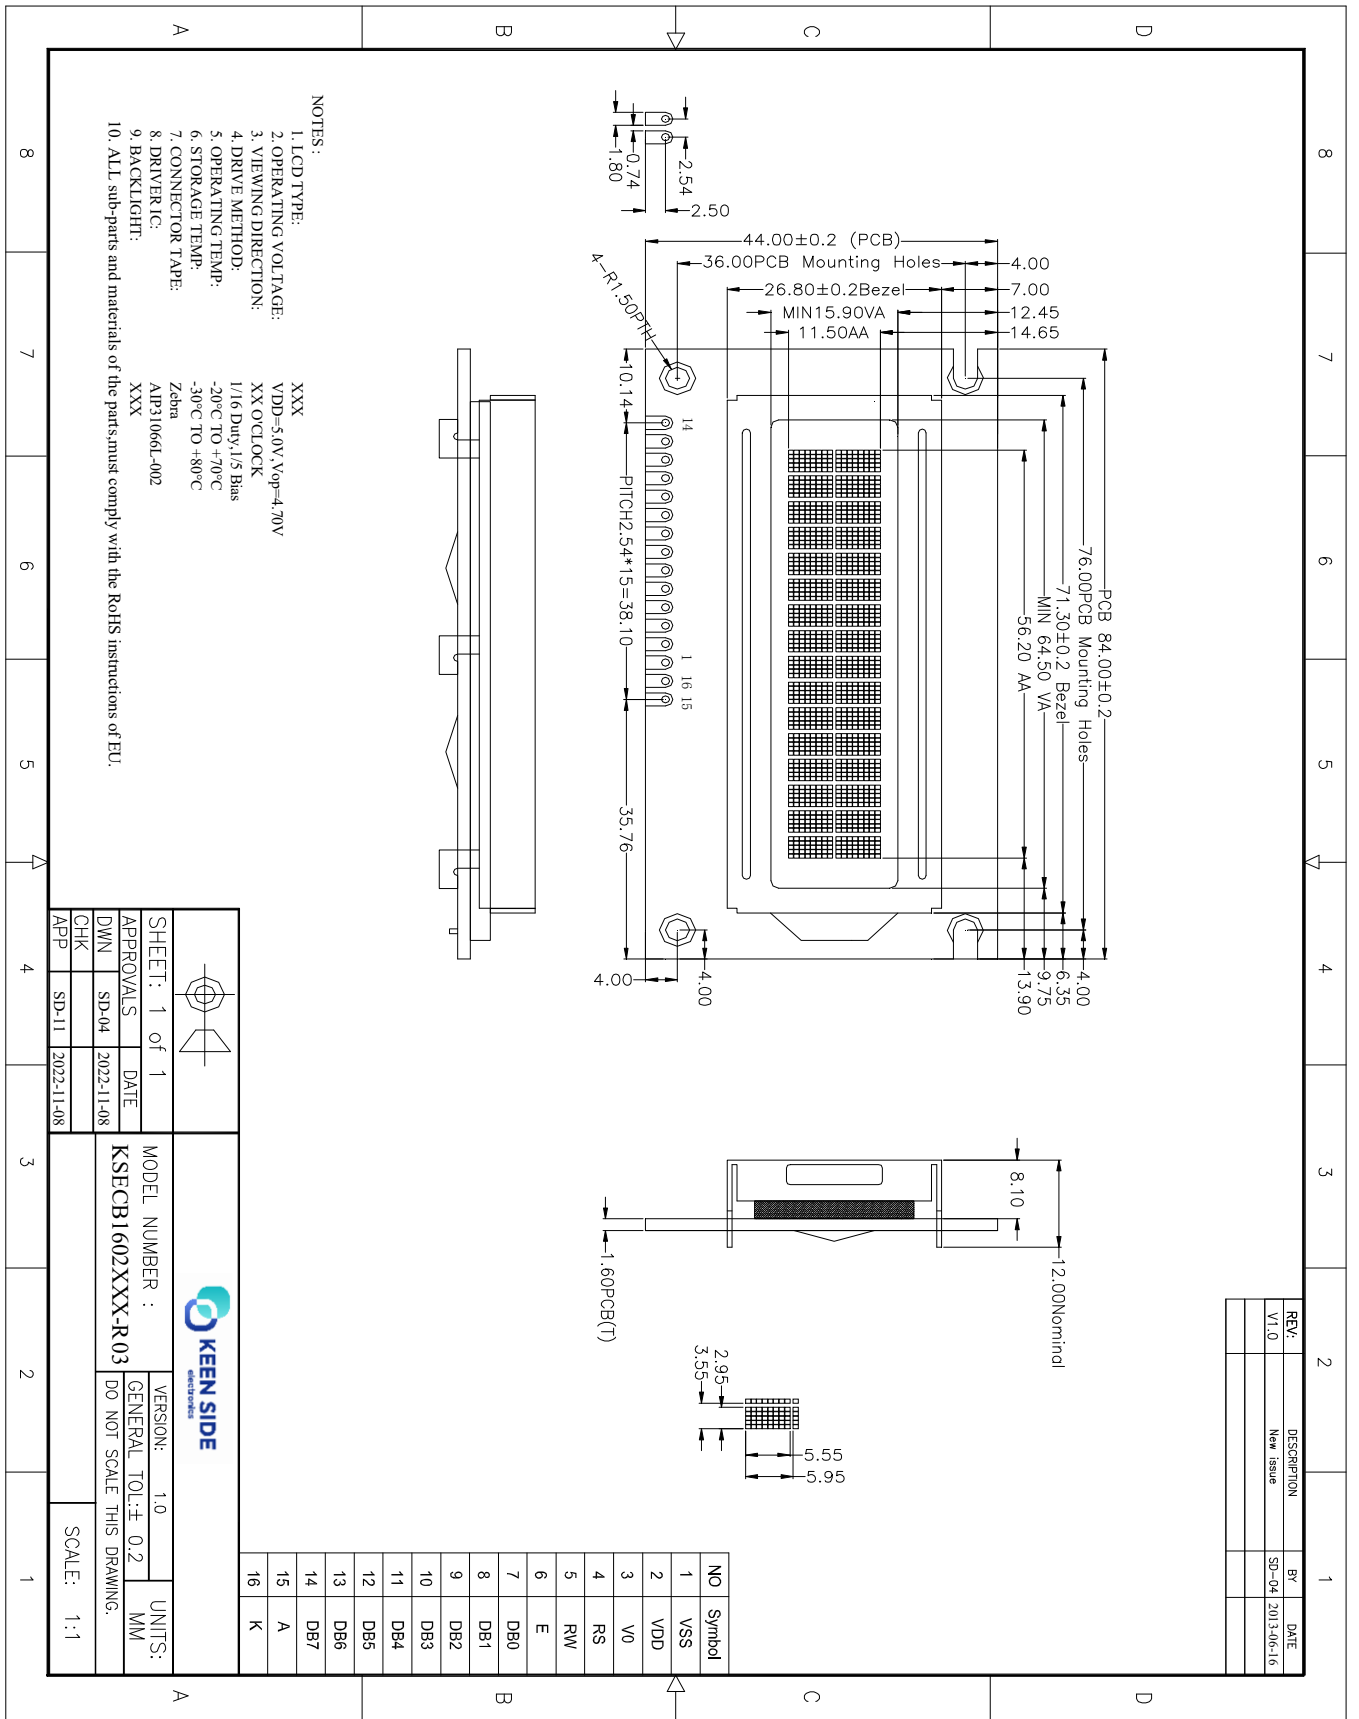 8
7
6
5
4
3
2
1
D
C
B
A
REV:
DESCRIPTION
BY
DATE
V1.0
New issue
SD-04
2013-06-16
PCB 84.00±0.2
76.00PCB Mounting Holes
71.30±0.2 Bezel
MIN 64.50 VA
56.20 AA
4.00
6.35
9.75
13.90
44.00±0.2 (PCB)
36.00PCB Mounting Holes
26.80±0.2Bezel
MIN15.90VA
11.50AA
4.00
7.00
12.45
14.65
2.54
0.74
1.80
2.50
4-R1.50PTH
10.14
PITCH2.54*15=38.10
35.76
14
1
16
15
4.00
4.00
8.10
12.00Nominal
1.60PCB(T)
2.95
3.55
5.55
5.95
NO Symbol
1 VSS
2 VDD
3 V0
4 RS
5 RW
6 E
7 DB0
8 DB1
9 DB2
10 DB3
11 DB4
12 DB5
13 DB6
14 DB7
15 A
16 K
NOTES :
1. LCD TYPE: XXX
2. OPERATING VOLTAGE: VDD=5.0V,Vop=4.70V
3. VIEWING DIRECTION: XX O'CLOCK
4. DRIVE METHOD: 1/16 Duty,1/5 Bias
5. OPERATING TEMP: -20°C TO +70°C
6. STORAGE TEMP: -30°C TO +80°C
7. CONNECTOR TAPE: Zebra
8. DRIVER IC: AIP31066L-002
9. BACKLIGHT: XXX
10. ALL sub-parts and materials of the parts,must comply with the RoHS instructions of EU.
KEEN SIDE
electronics
SHEET: 1 of 1
APPROVALS
DATE
DWN SD-04 2022-11-08
CHK
APP SD-11 2022-11-08
MODEL NUMBER :
KSECB1602XXX-R03
VERSION: 1.0
GENERAL TOL:± 0.2
DO NOT SCALE THIS DRAWING.
UNITS:
MM
SCALE: 1:1
8
7
6
5
4
3
2
1
D
C
B
A